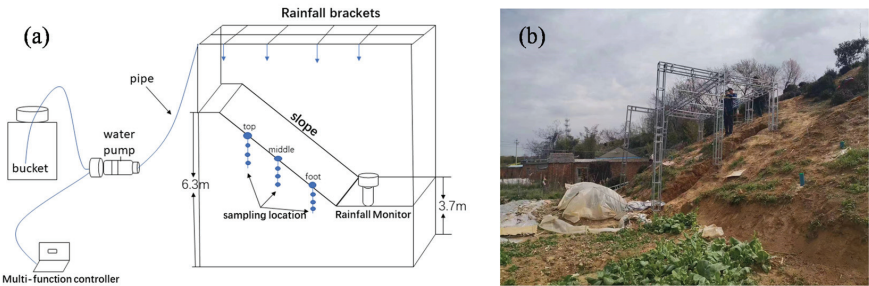 (a)
Rainfall brackets
pipe
bucket
water
pump
slope
top
middle
foot
6.3m
3.7m
sampling location
Rainfall Monitor
Multi-function controller
(b)